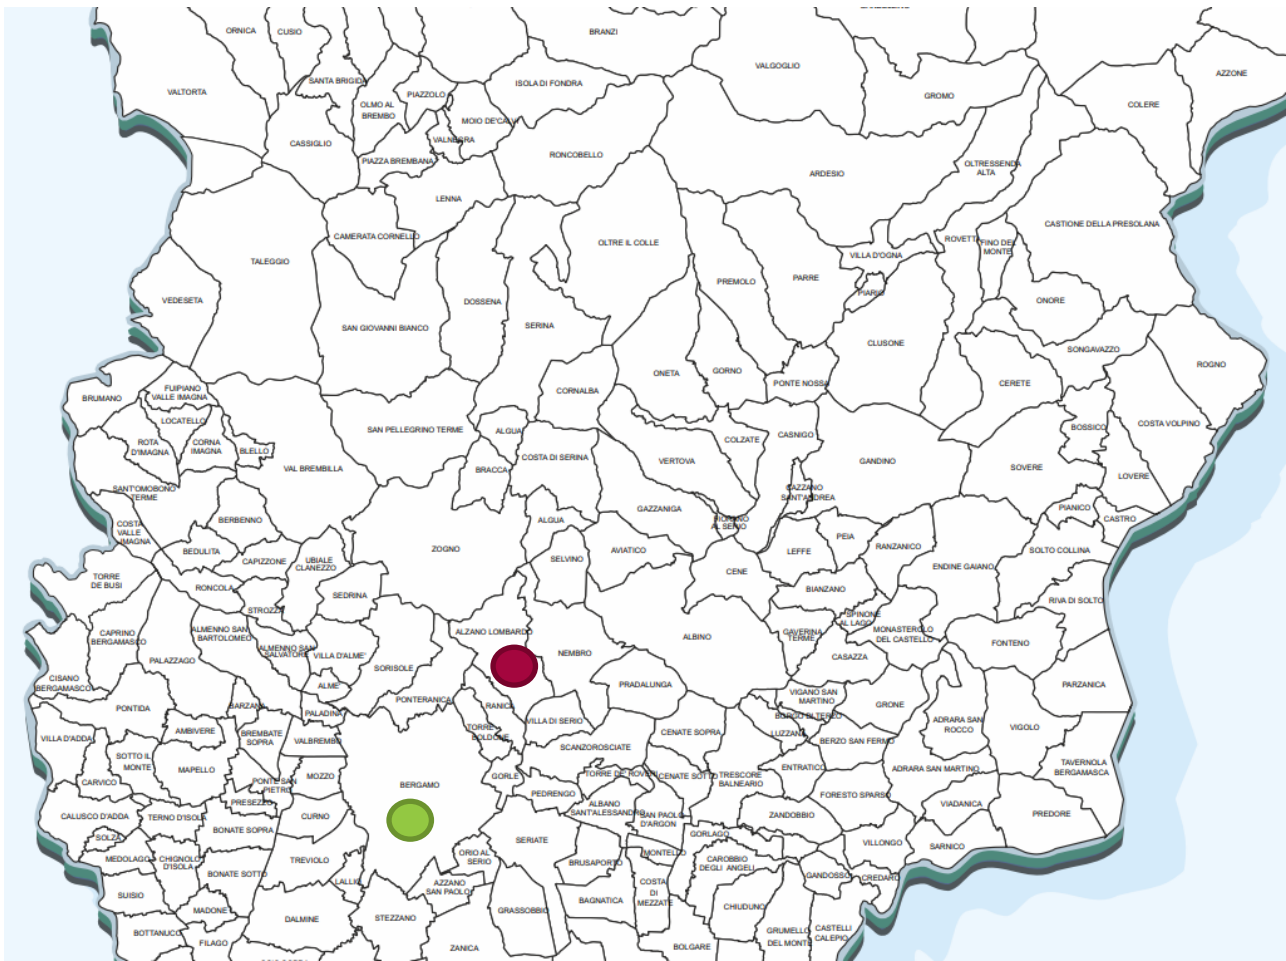 ORNICA
CUSIO
BRANZI
VALGOGLIO
AZZONE
VALTORTA
SANTA BRIGIDA
PIAZZOLO
ISOLA DI FONDRA
GROMO
COLERE
OLMO AL
BREMBO
MOIO DE'CALVI
CASSIGLIO
VALNEGRA
PIAZZA BREMBANA
RONCOBELLO
ARDESIO
OLTRESSENDA
ALTA
LENNA
CAMERATA CORNELLO
OLTRE IL COLLE
CASTIONE DELLA PRESOLANA
ROVETTA
FINO DEL
MONTE
VILLA D'OGNA
TALEGGIO
PREMOLO
PARRE
PIARIO
VEDESETA
DOSSENA
ONORE
SAN GIOVANNI BIANCO
SERINA
CLUSONE
SONGAVAZZO
ROGNO
ONETA
GORNO
PONTE NOSSA
CERETE
BRUMANO
FUIPIANO
VALLE IMAGNA
CORNALBA
LOCATELLO
COSTA VOLPINO
BOSSICO
SAN PELLEGRINO TERME
ALGUA
COLZATE
CASNIGO
ROTA
D'IMAGNA
CORNA
IMAGNA
BLELLO
COSTA DI SERINA
VERTOVA
GANDINO
SOVERE
VAL BREMBILLA
BRACCA
LOVERE
SANT'OMOBONO
TERME
CAZZANO
SANT'ANDREA
GAZZANIGA
PIANICO
CASTRO
COSTA
VALLE
IMAGNA
BERBENNO
ALGUA
FIORANO
AL SERIO
PEIA
RANZANICO
ZOGNO
AVIATICO
LEFFE
SOLTO COLLINA
BEDULITA
CAPIZZONE
UBIALE
CLANEZZO
SELVINO
CENE
ENDINE GAIANO
TORRE
DE BUSI
RONCOLA
SEDRINA
BIANZANO
RIVA DI SOLTO
STROZZA
SPINONE
AL LAGO
CAPRINO
BERGAMASCO
ALMENNO SAN
BARTOLOMEO
ALZANO LOMBARDO
ALBINO
GAVERINA
TERME
MONASTEROLO
DEL CASTELLO
FONTENO
ALMENNO SAN
SALVATORE
VILLA D'ALME'
NEMBRO
CASAZZA
PALAZZAGO
SORISOLE
CISANO
BERGAMASCO
ALME'
PRADALUNGA
PARZANICA
VIGANO SAN
MARTINO
PONTIDA
BARZANA
PALADINA
PONTERANICA
RANICA
GRONE
BORGO DI TERZO
VILLA DI SERIO
ADRARA SAN
ROCCO
VIGOLO
VILLA D'ADDA
AMBIVERE
BREMBATE
SOPRA
VALBREMBO
TORRE
BOLDONE
CENATE SOPRA
LUZZANA
BERZO SAN FERMO
SCANZOROSCIATE
SOTTO IL
MONTE
TAVERNOLA
BERGAMASCA
MAPELLO
MOZZO
GORLE
TORRE DE' ROVERI
CENATE SOTTO
TRESCORE
BALNEARIO
ENTRATICO
ADRARA SAN MARTINO
CARVICO
PONTE SAN
PIETRO
BERGAMO
PEDRENGO
FORESTO SPARSO
PRESEZZO
ALBANO
SANT'ALESSANDRO
VIADANICA
CALUSCO D'ADDA
TERNO D'ISOLA
CURNO
SAN PAOLO
D'ARGON
ZANDOBBIO
PREDORE
SOLZA
BONATE SOPRA
SERIATE
GORLAGO
VILLONGO
SARNICO
MEDOLAGO
CHIGNOLO
D'ISOLA
TREVIOLO
ORIO AL
SERIO
BRUSAPORTO
MONTELLO
CAROBBIO
DEGLI ANGELI
BONATE SOTTO
LALLIO
AZZANO
SAN PAOLO
GANDOSSO
CREDARO
SUISIO
COSTA
DI
MEZZATE
BAGNATICA
CHIUDUNO
MADONE
DALMINE
STEZZANO
GRASSOBBIO
BOTTANUCO
GRUMELLO
DEL MONTE
CASTELLI
CALEPIO
FILAGO
ZANICA
BOLGARE